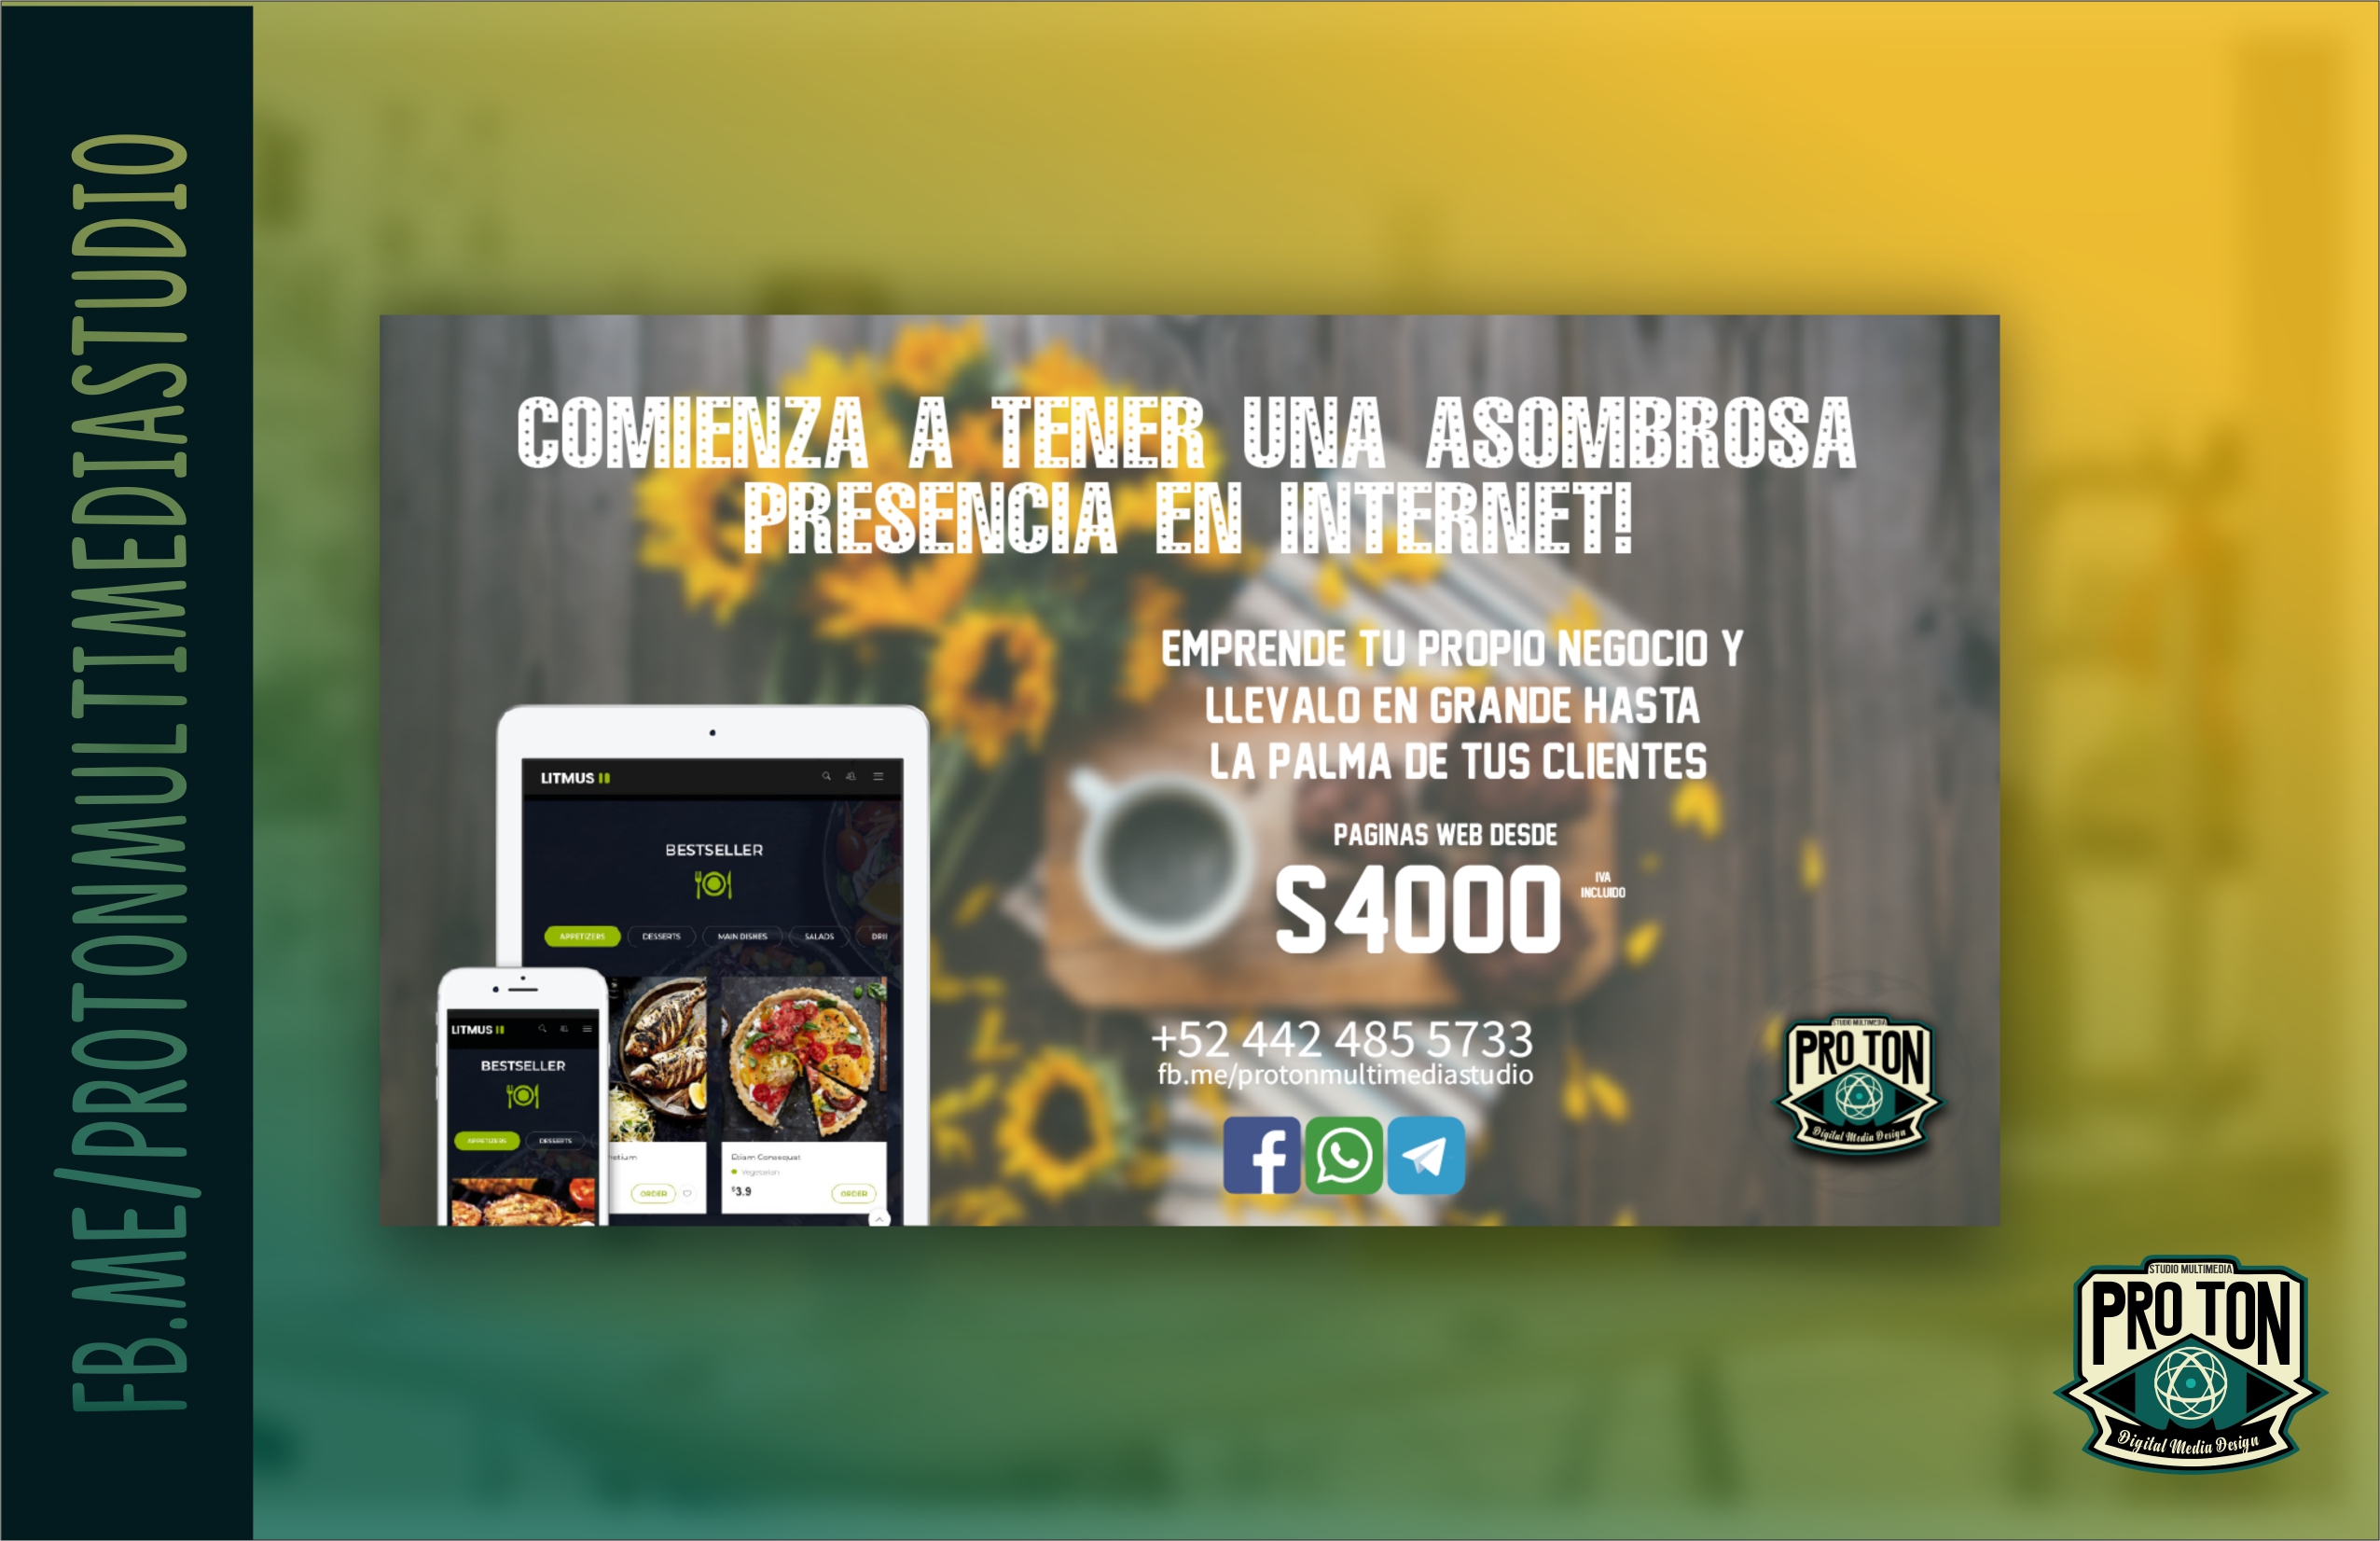 FB.ME/PROTONMULTIMEDIASTUDIO
COMIENZA A TENER UNA ASOMBROSA
PRESENCIA EN INTERNET!
EMPRENDE TU PROPIO NEGOCIO Y
LLEVALO EN GRANDE HASTA
LA PALMA DE TUS CLIENTES
PAGINAS WEB DESDE
S4000
IVA
INCLUIDO
+52 442 485 5733
fb.me/protonmultimediastudio
LITMUS
BESTSELLER
APPETIZERS DESSERTS MAIN DISHES SALADS
Etiam Consequat
Vegetarian
$3.9
ORDER
ORDER
LITMUS
BESTSELLER
APPETIZERS DESSERTS
STUDIO MULTIMEDIA
PRO TON
Digital Media Design
STUDIO MULTIMEDIA
PRO TON
Digital Media Design